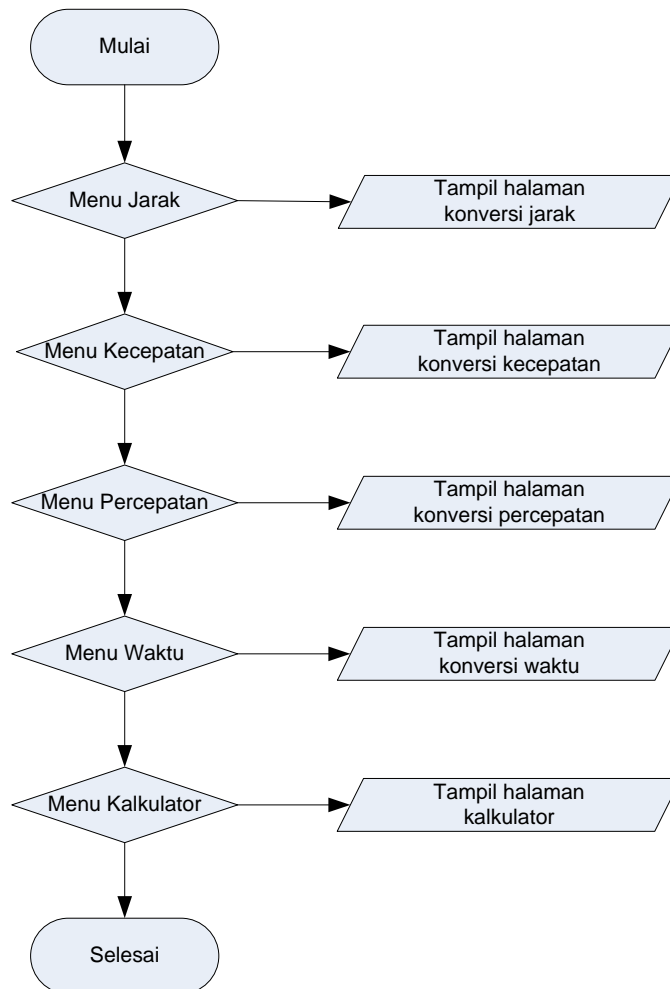 Mulai
Menu Jarak
Tampil halaman
konversi jarak
Menu Kecepatan
Tampil halaman
konversi kecepatan
Menu Percepatan
Tampil halaman
konversi percepatan
Menu Waktu
Tampil halaman
konversi waktu
Menu Kalkulator
Tampil halaman
kalkulator
Selesai